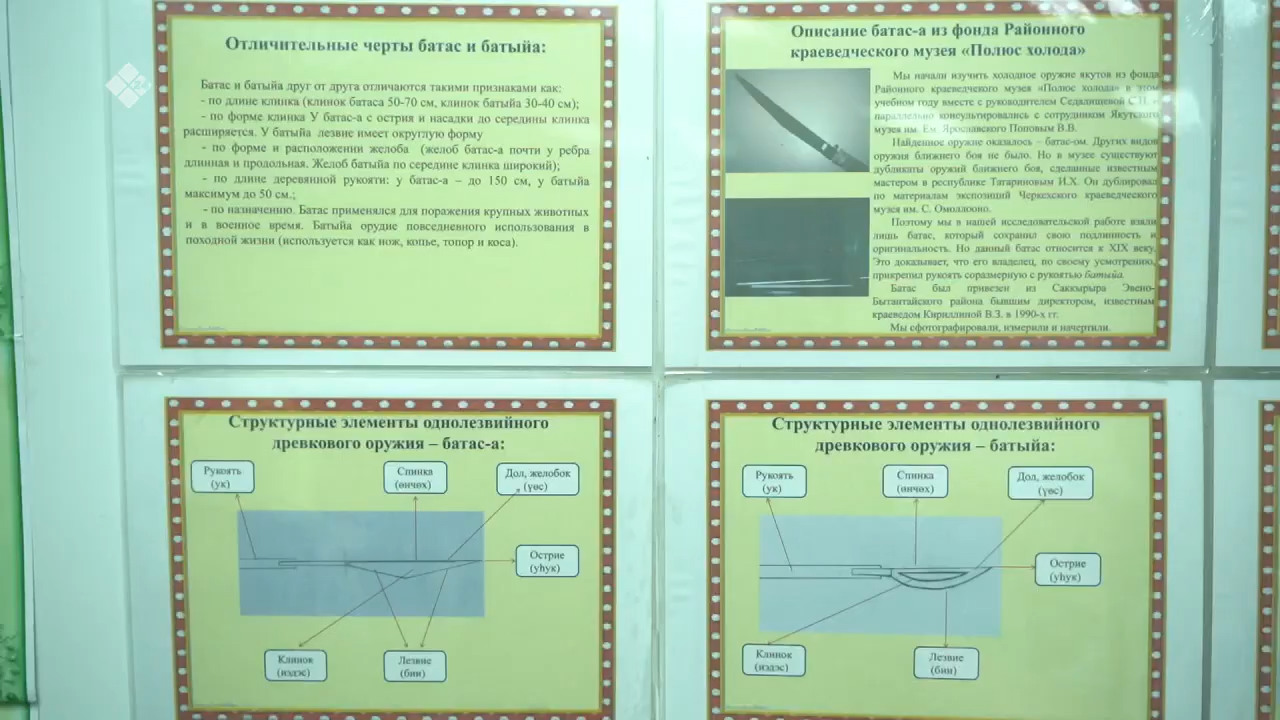 Отличительные черты батас и батыйа:
Батас и батыйа друг от друга отличаются такими признаками как:
- по длине клинка (клинок батаса 50-70 см, клинок батыйа 30-40 см);
- по форме клинка У батас-а с острия и насадки до середины клинка
расширяется. У батыйа лезвие имеет округлую форму
- по форме и расположении желоба (желоб батас-а почти у ребра
длинная и продольная. Желоб батыйа по середине клинка широкий);
- по длине деревянной рукояти: у батас-а – до 150 см, у батыйа
максимум до 50 см.;
- по назначению. Батас применялся для поражения крупных животных
и в военное время. Батыйа орудие повседневного использования в
походной жизни (используется как нож, копье, топор и коса).
Описание батас-а из фонда Районного
краеведческого музея «Полюс холода»
Мы начали изучить холодное оружие якутов из фонда
Районного краеведческого музея «Полюс холода» в этом
учебном году вместе с руководителем Седалищевой С.П. и
параллельно консультировались с сотрудником Якутского
музея им. Ем. Ярославского Поповым В.В.
Найденное оружие оказалось – батас-ом. Других видов
оружия ближнего боя не было. Но в музее существуют
дубликаты оружий ближнего боя, сделанные известным
мастером в республике Татариновым И.Х. Он дублировал
по материалам экспозиций Черкехского краеведческого
музея им. С. Омоллооно.
Поэтому мы в нашей исследовательской работе взяли
лишь батас, который сохранил свою подлинность и
оригинальность. Но данный батас относится к XIX веку.
Это доказывает, что его владелец, по своему усмотрению,
прикрепил рукоять соразмерную с рукоятью батыйа.
Батас был привезен из Саккырыра Эвено-
Бытантайского района бывшим директором, известным
краеведом Кириллиной В.З. в 1990-х гг.
Мы сфотографировали, измерили и начертили.
Структурные элементы однолезвийного
древкового оружия – батас-а:
Рукоять
(ук)
Спинка
(өнчөх)
Дол, желобок
(үөс)
Острие
(уһук)
Клинок
(иэдэс)
Лезвие
(бии)
Структурные элементы однолезвийного
древкового оружия – батыйа:
Рукоять
(ук)
Спинка
(өнчөх)
Дол, желобок
(үөс)
Острие
(уһук)
Клинок
(иэдэс)
Лезвие
(бии)